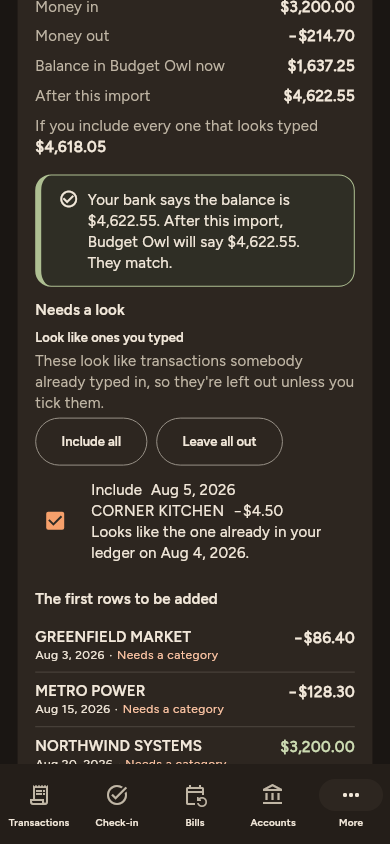 Money in $3,200.00
Money out −$214.70
Balance in Budget Owl now $1,637.25
After this import $4,622.55
If you include every one that looks typed
$4,618.05
Your bank says the balance is
$4,622.55. After this import,
Budget Owl will say $4,622.55.
They match.
Needs a look
Look like ones you typed
These look like transactions somebody
already typed in, so they're left out unless you
tick them.
Include all Leave all out
Include Aug 5, 2026
CORNER KITCHEN −$4.50
Looks like the one already in your
ledger on Aug 4, 2026.
The first rows to be added
GREENFIELD MARKET −$86.40
Aug 3, 2026 · Needs a category
METRO POWER −$128.30
Aug 15, 2026 · Needs a category
NORTHWIND SYSTEMS $3,200.00
Aug 20, 2026 · Needs a category
Transactions Check-in Bills Accounts More